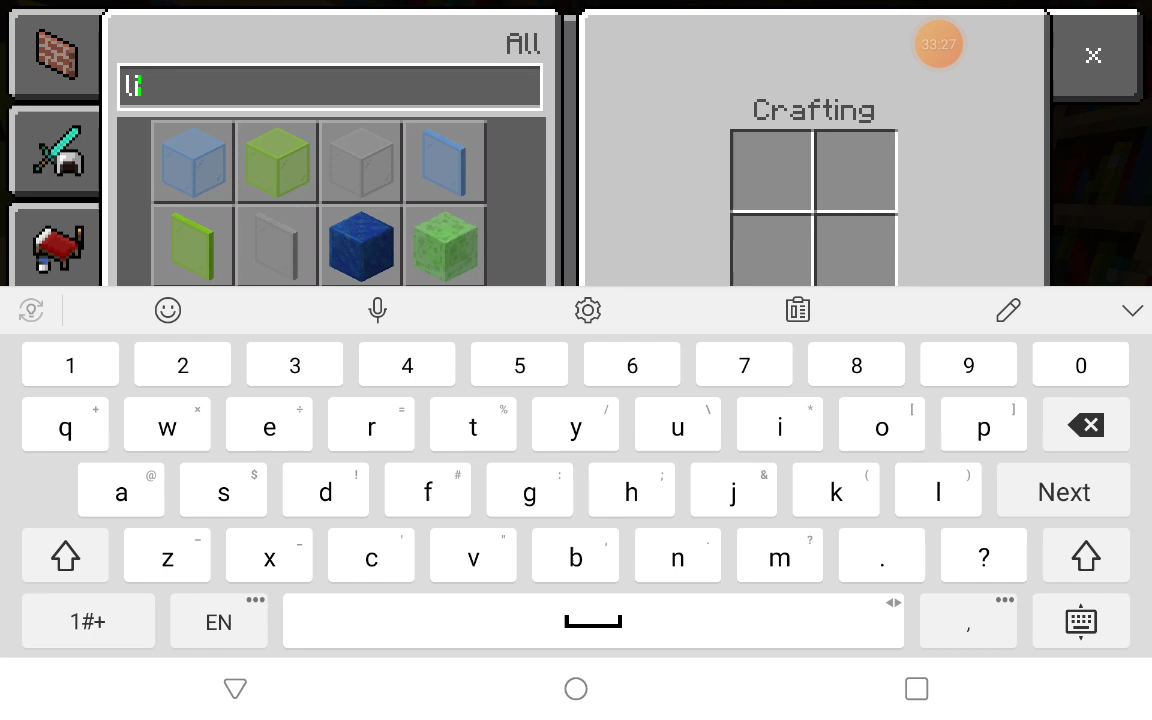 All
33:27
li
Crafting
1 2 3 4 5 6 7 8 9 0
+ × ÷ = % / \ * [ ]
q w e r t y u i o p
@ $ ! # : ; & ( )
a s d f g h j k l Next
- _ ' " , . ?
z x c v b n m . ?
1#+ EN ,